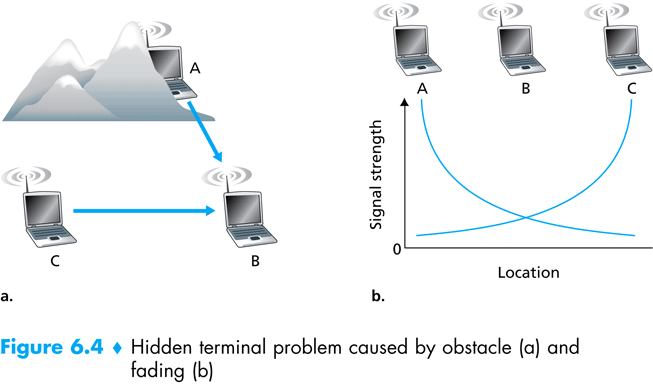 A
C
B
a.
A
B
C
Signal strength
0
Location
b.
Figure 6.4 ♦ Hidden terminal problem caused by obstacle (a) and
fading (b)